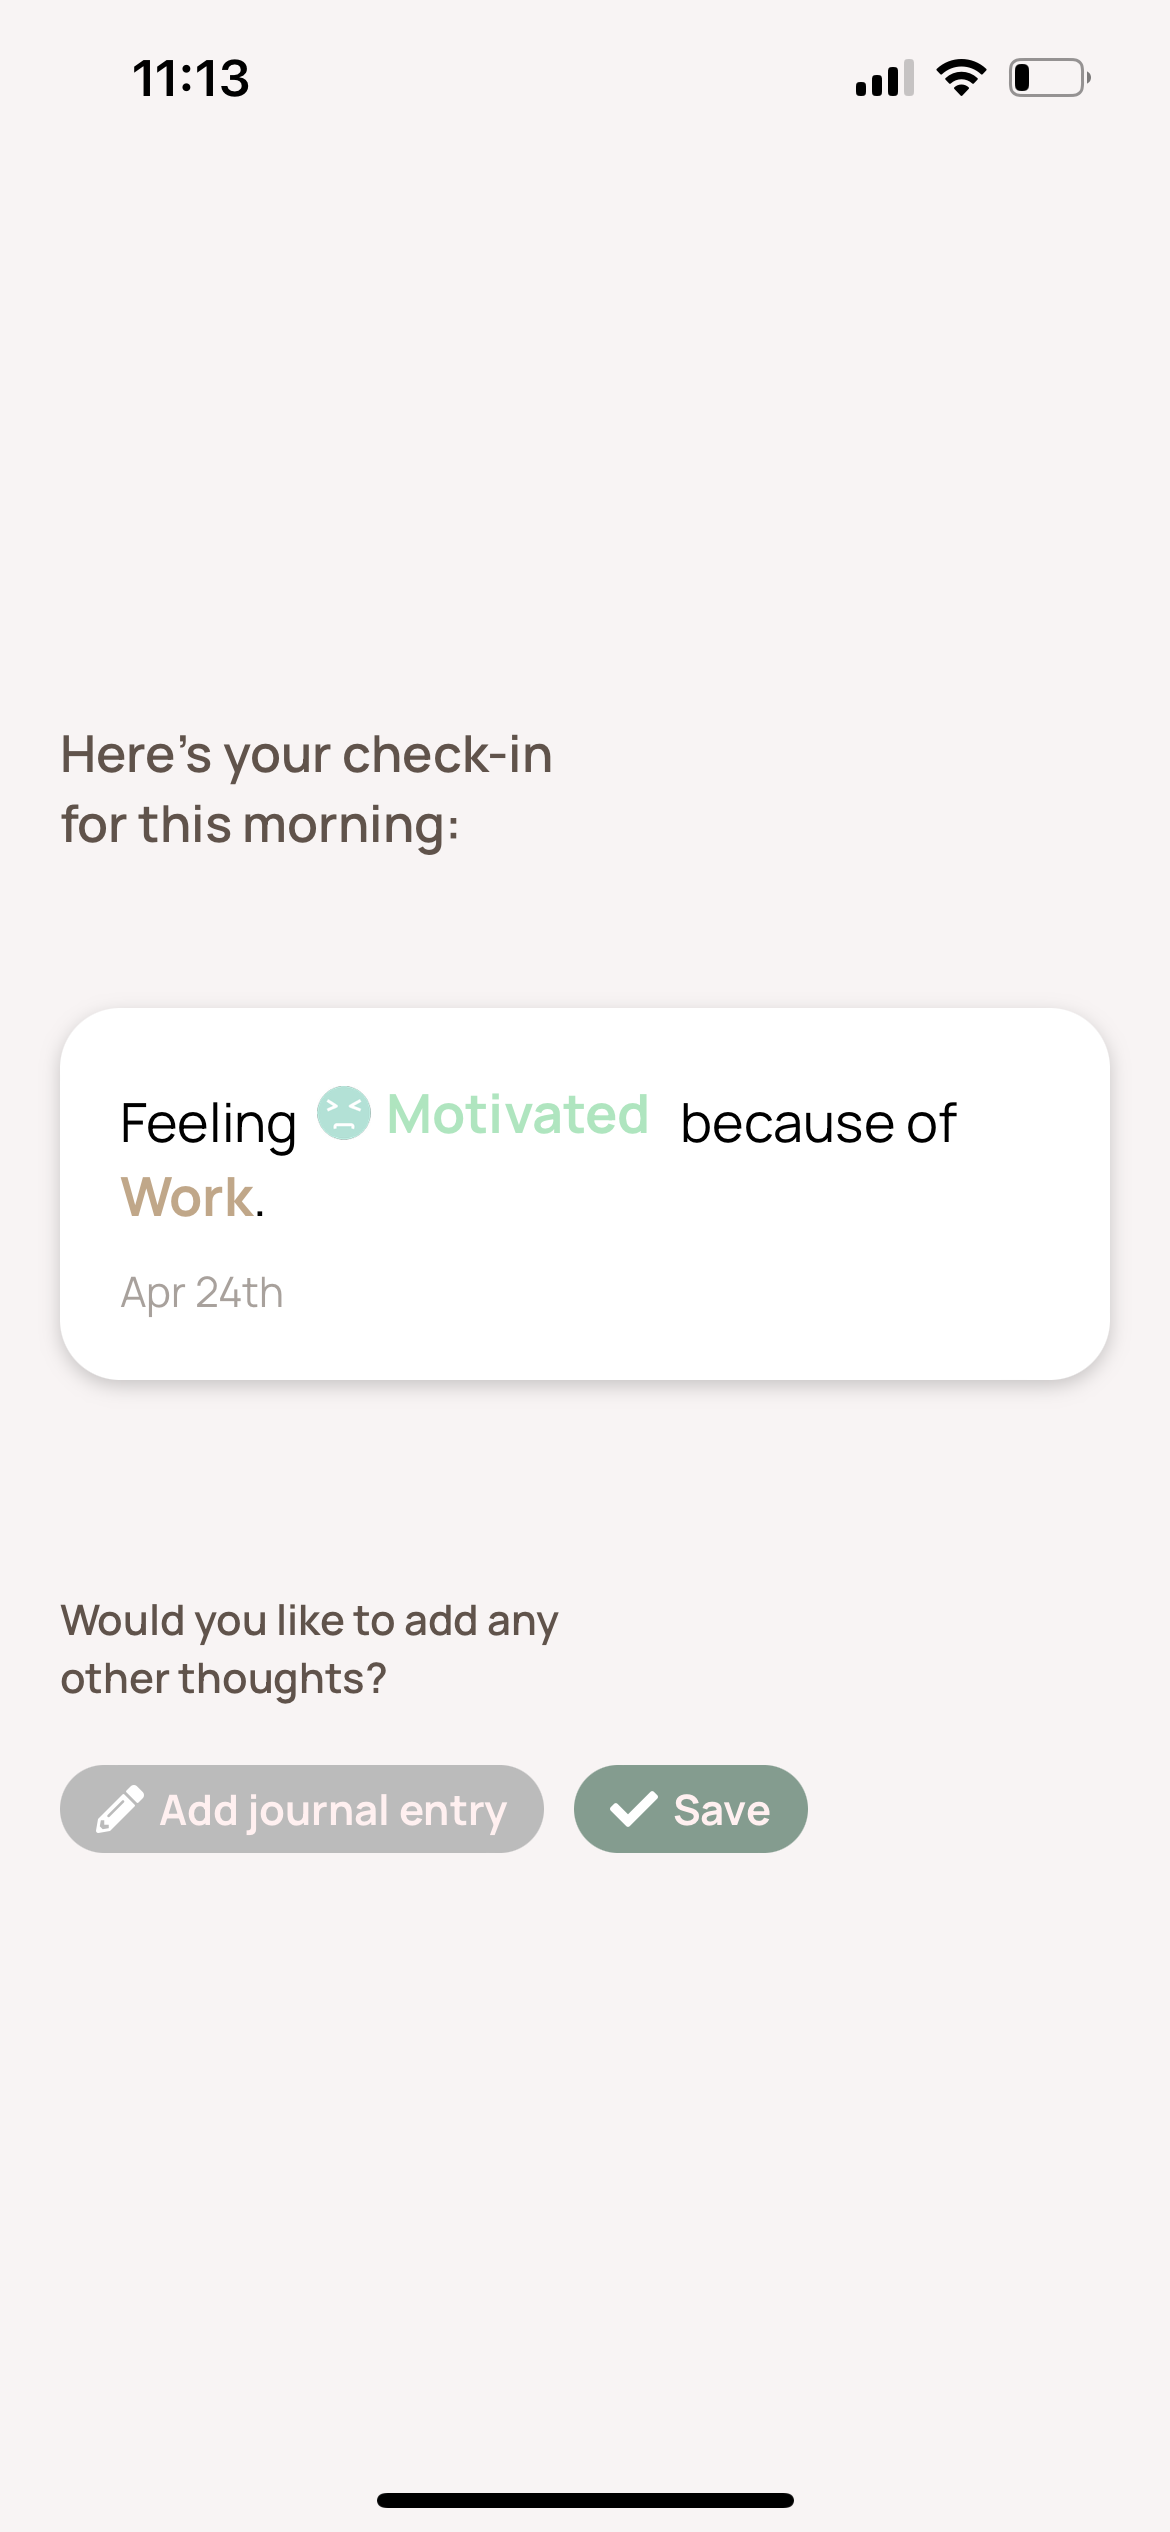 11:13
Here’s your check-in
for this morning:
Feeling Motivated because of
Work.
Apr 24th
Would you like to add any
other thoughts?
Add journal entry Save